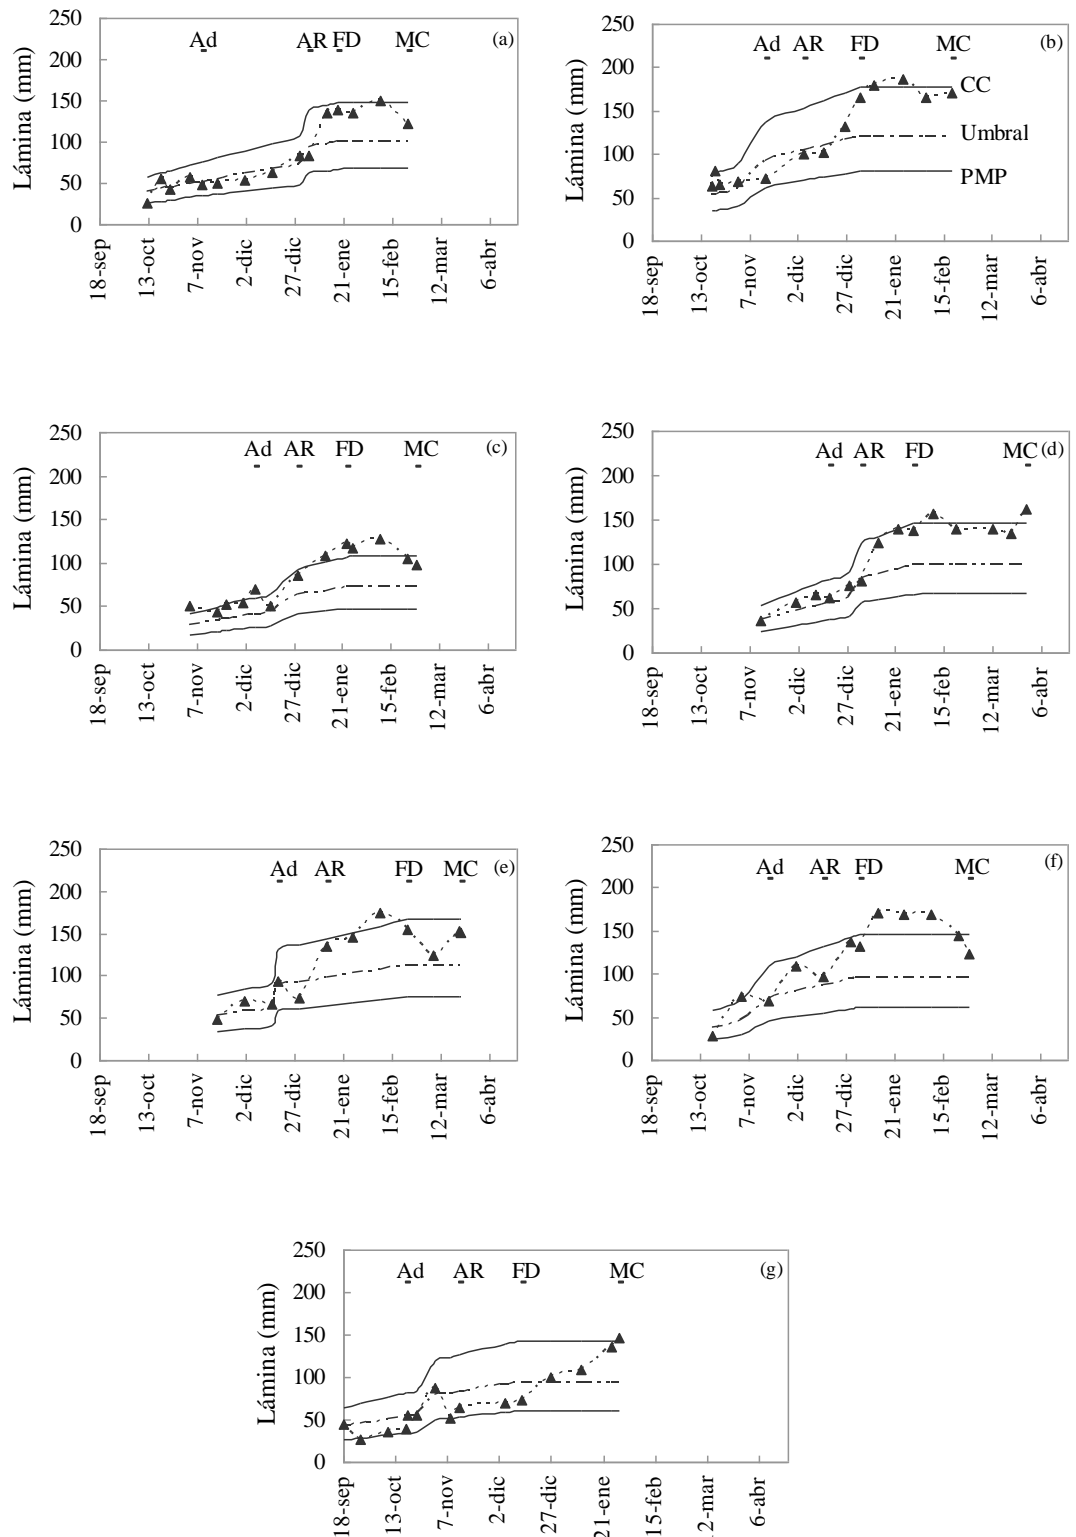 250
200
150
100
50
0
Lámina (mm)
Ad
AR FD
MC
(a)
18-sep
13-oct
7-nov
2-dic
27-dic
21-ene
15-feb
12-mar
6-abr
250
200
150
100
50
0
Lámina (mm)
Ad
AR
FD
MC
(b)
CC
Umbral
PMP
18-sep
13-oct
7-nov
2-dic
27-dic
21-ene
15-feb
12-mar
6-abr
250
200
150
100
50
0
Lámina (mm)
Ad
AR
FD
MC
(c)
18-sep
13-oct
7-nov
2-dic
27-dic
21-ene
15-feb
12-mar
6-abr
250
200
150
100
50
0
Lámina (mm)
Ad
AR
FD
MC
(d)
18-sep
13-oct
7-nov
2-dic
27-dic
21-ene
15-feb
12-mar
6-abr
250
200
150
100
50
0
Lámina (mm)
Ad
AR
FD
MC
(e)
18-sep
13-oct
7-nov
2-dic
27-dic
21-ene
15-feb
12-mar
6-abr
250
200
150
100
50
0
Lámina (mm)
Ad
AR
FD
MC
(f)
18-sep
13-oct
7-nov
2-dic
27-dic
21-ene
15-feb
12-mar
6-abr
250
200
150
100
50
0
Lámina (mm)
Ad
AR
FD
MC
(g)
18-sep
13-oct
7-nov
2-dic
27-dic
21-ene
15-feb
12-mar
6-abr